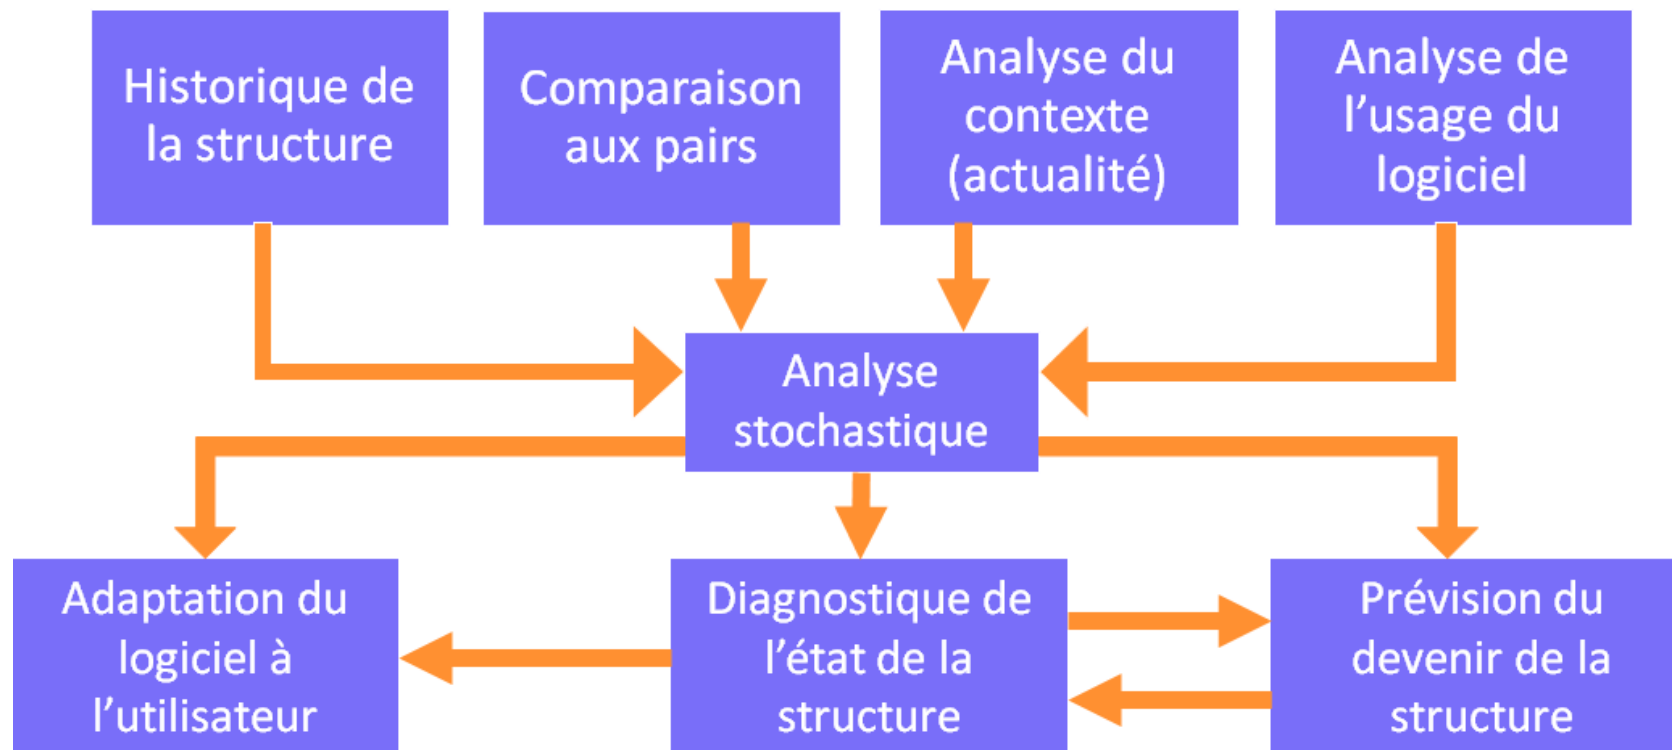 Historique de
la structure
Comparaison
aux pairs
Analyse du
contexte
(actualité)
Analyse de
l’usage du
logiciel
Analyse
stochastique
Adaptation du
logiciel à
l’utilisateur
Diagnostique de
l’état de la
structure
Prévision du
devenir de la
structure